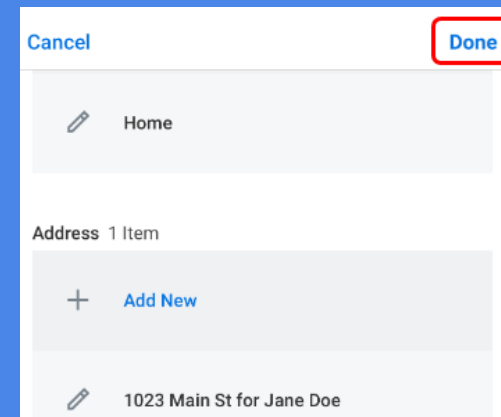 Cancel Done
Home
Address 1 Item
Add New
1023 Main St for Jane Doe